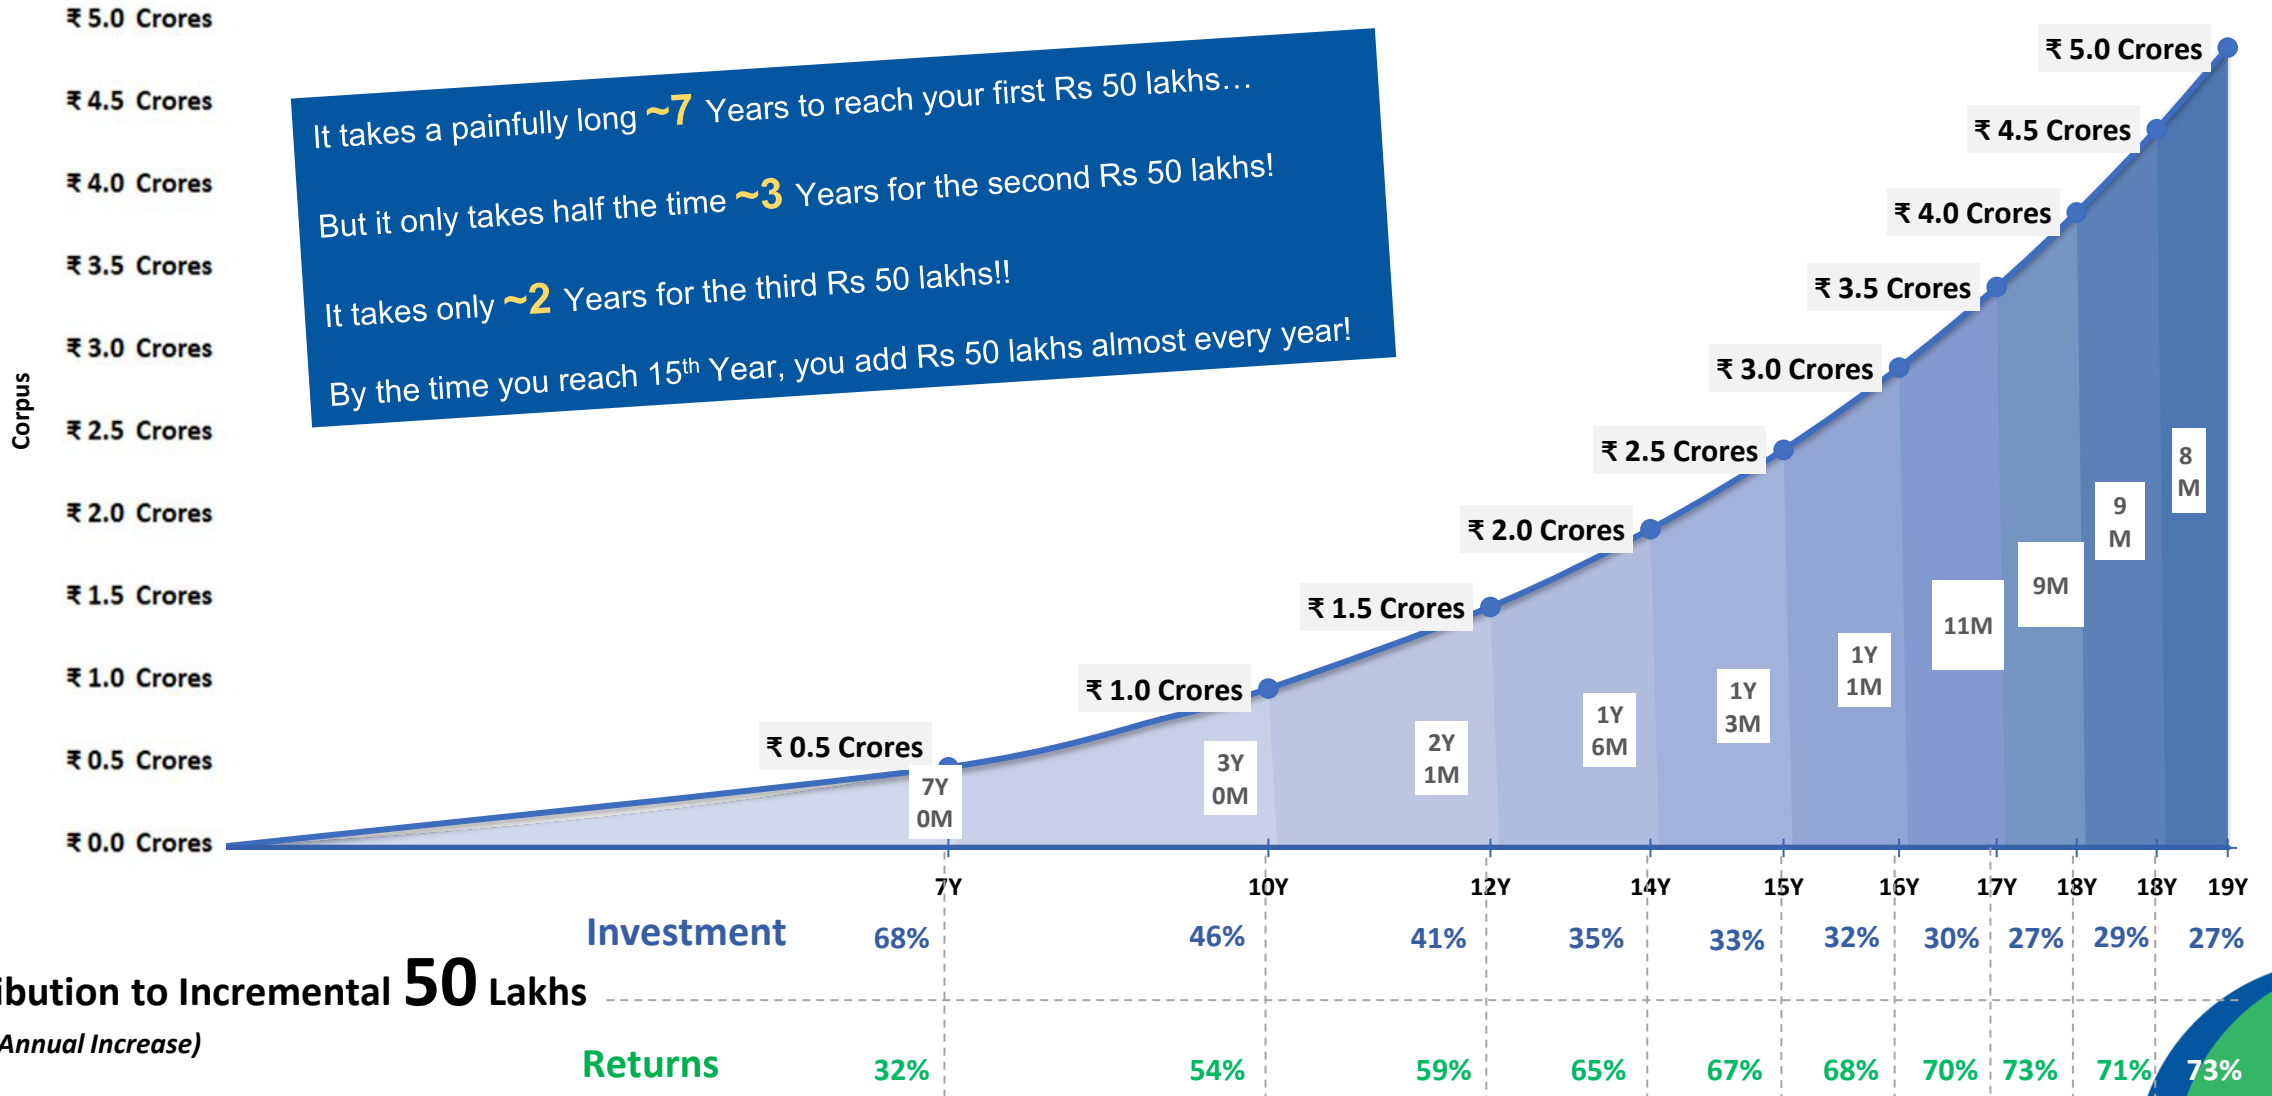 ₹ 5.0 Crores
₹ 4.5 Crores
₹ 4.0 Crores
₹ 3.5 Crores
₹ 3.0 Crores
₹ 2.5 Crores
₹ 2.0 Crores
₹ 1.5 Crores
₹ 1.0 Crores
₹ 0.5 Crores
₹ 0.0 Crores
Corpus
It takes a painfully long ~7 Years to reach your first Rs 50 lakhs…
But it only takes half the time ~3 Years for the second Rs 50 lakhs!
It takes only ~2 Years for the third Rs 50 lakhs!!
By the time you reach 15th Year, you add Rs 50 lakhs almost every year!
₹ 0.5 Crores
₹ 1.0 Crores
₹ 1.5 Crores
₹ 2.0 Crores
₹ 2.5 Crores
₹ 3.0 Crores
₹ 3.5 Crores
₹ 4.0 Crores
₹ 4.5 Crores
₹ 5.0 Crores
7Y
0M
3Y
0M
2Y
1M
1Y
6M
1Y
3M
1Y
1M
11M
9M
9
M
8
M
7Y 10Y 12Y 14Y 15Y 16Y 17Y 18Y 18Y 19Y
Investment 68% 46% 41% 35% 33% 32% 30% 27% 29% 27%
ibution to Incremental 50 Lakhs
Annual Increase)
Returns 32% 54% 59% 65% 67% 68% 70% 73% 71% 73%